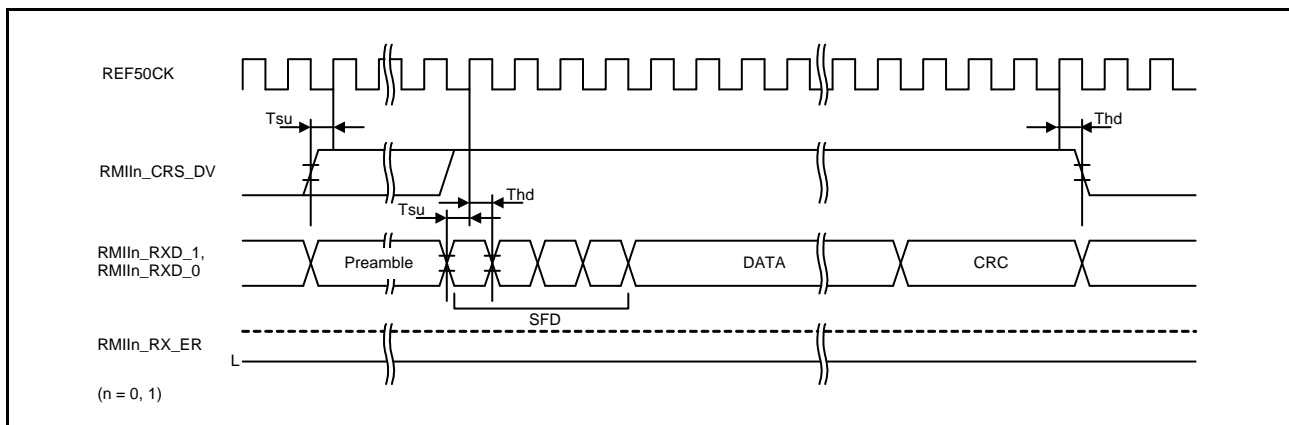 REF50CK
Tsu
Thd
RMIIn_CRS_DV
Thd
Tsu
RMIIn_RXD_1,
RMIIn_RXD_0
Preamble
DATA
CRC
SFD
RMIIn_RX_ER
L
(n = 0, 1)